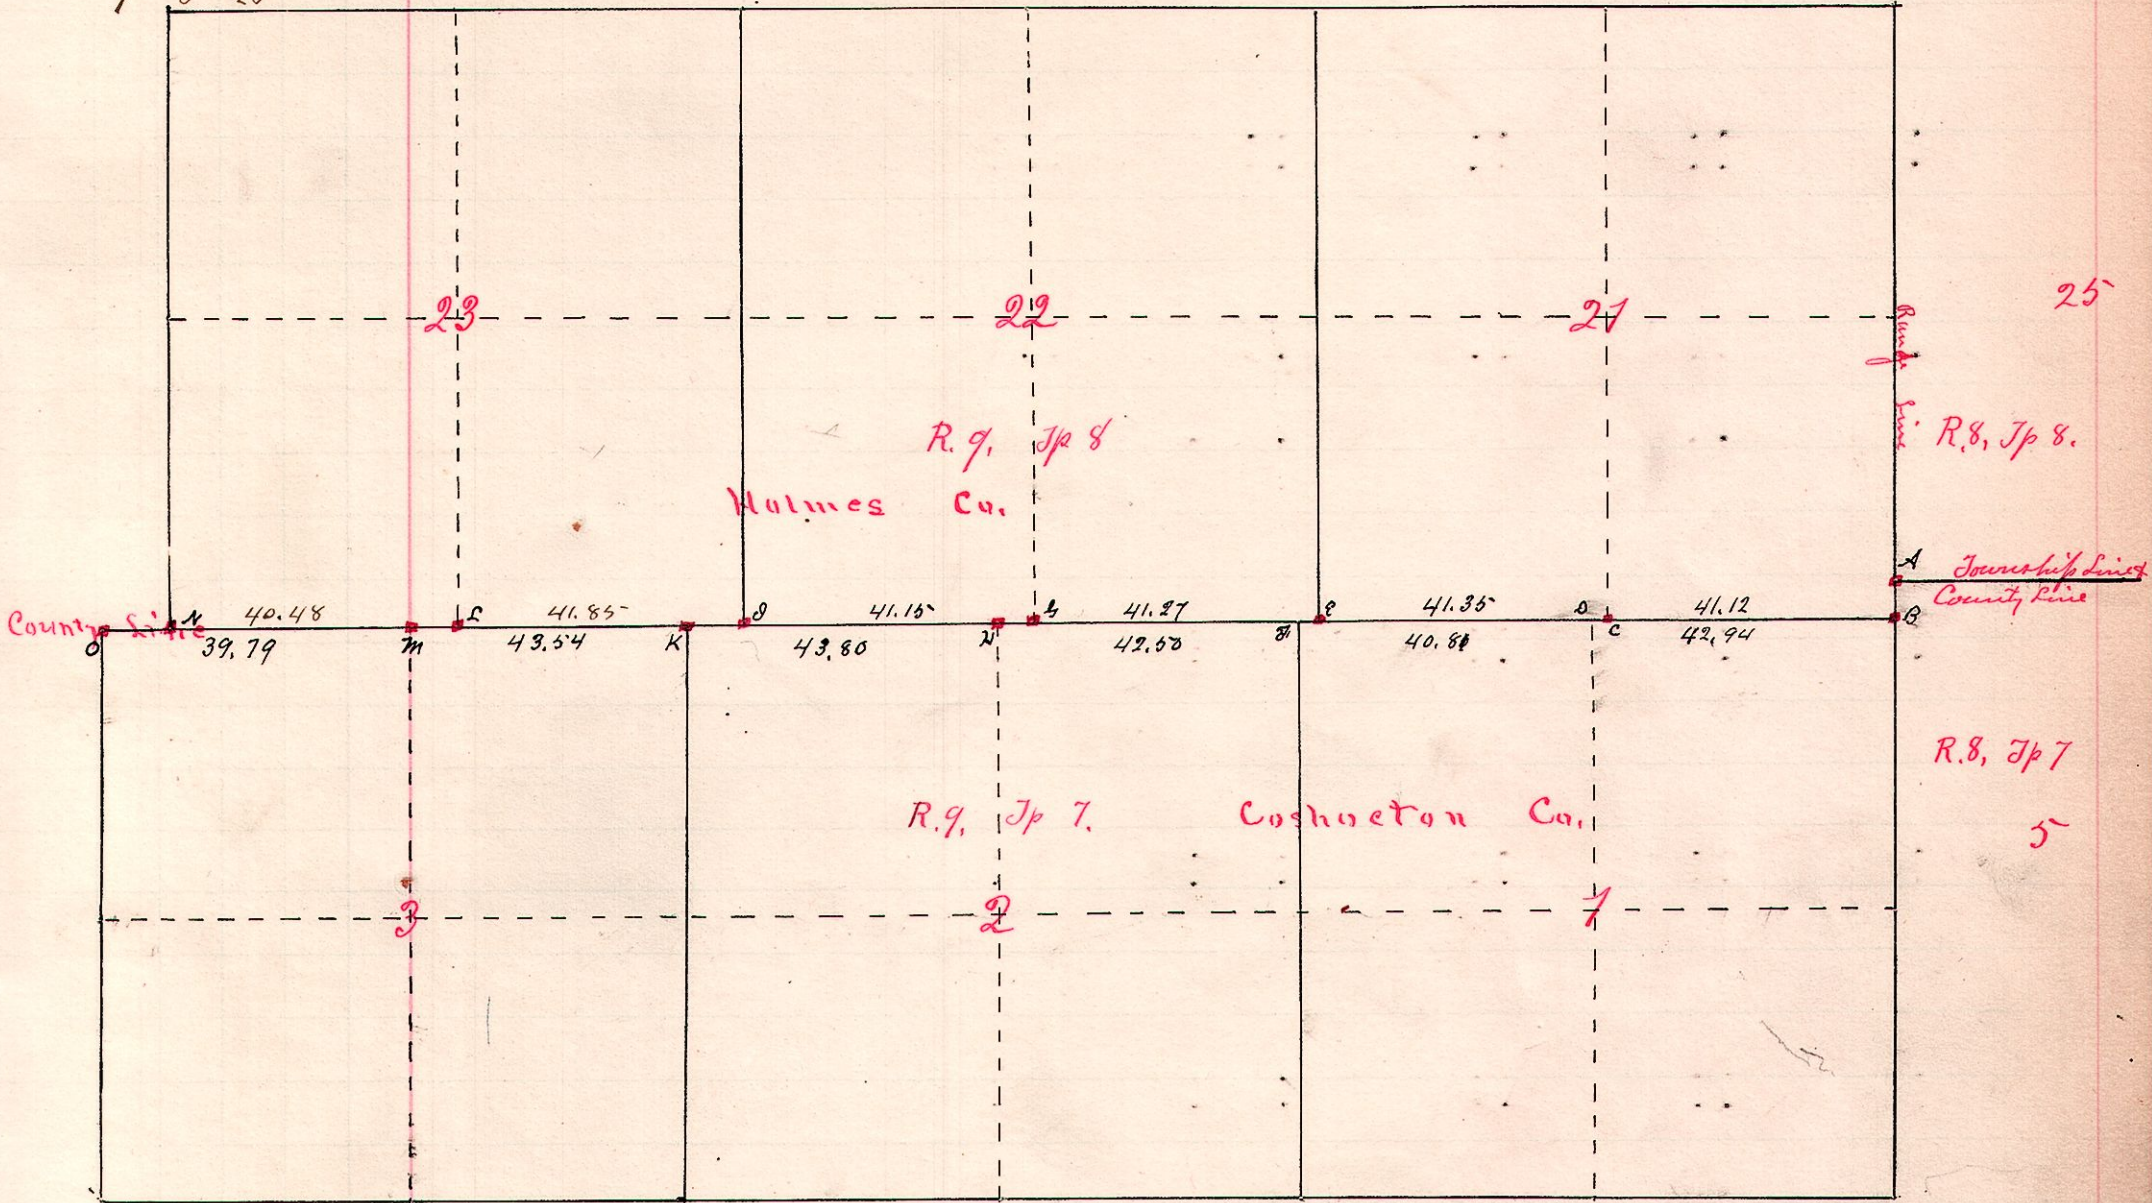 23 22 21 25
Range Line
R. 9, Tp 8 R.8, Tp 8.
Holmes Co.
A Township Line &
County Line
County Line
N 40.48 L 41.85 J 41.15 G 41.27 E 41.35 D 41.12 B
O 39.79 M 43.54 K 43.80 H 42.50 F 40.81 C 42.94
R.8, Tp 7
R.9, Tp 7. Coshocton Co.
5
3 2 1